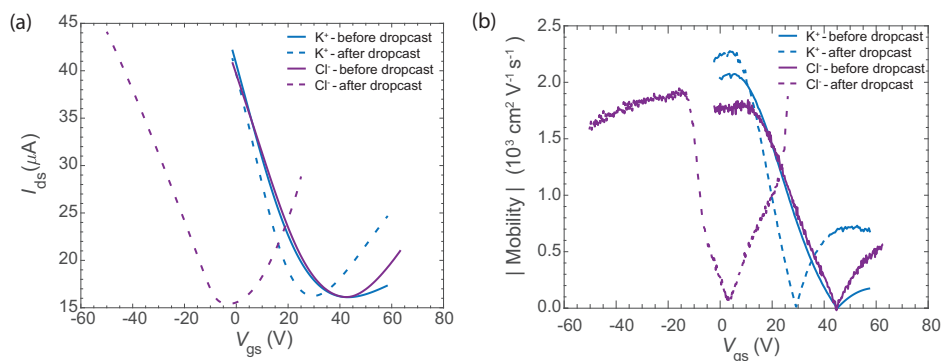 (a)
45
40
35
30
25
20
15
-60
-40
-20
0
20
40
60
80
I_ds(μA)
V_gs (V)
K⁺- before dropcast
K⁺- after dropcast
Cl⁻- before dropcast
Cl⁻- after dropcast
(b)
2.5
2.0
1.5
1.0
0.5
0.0
-60
-40
-20
0
20
40
60
80
| Mobility | (10³ cm² V⁻¹ s⁻¹)
V_gs (V)
K⁺- before dropcast
K⁺- after dropcast
Cl⁻- before dropcast
Cl⁻- after dropcast